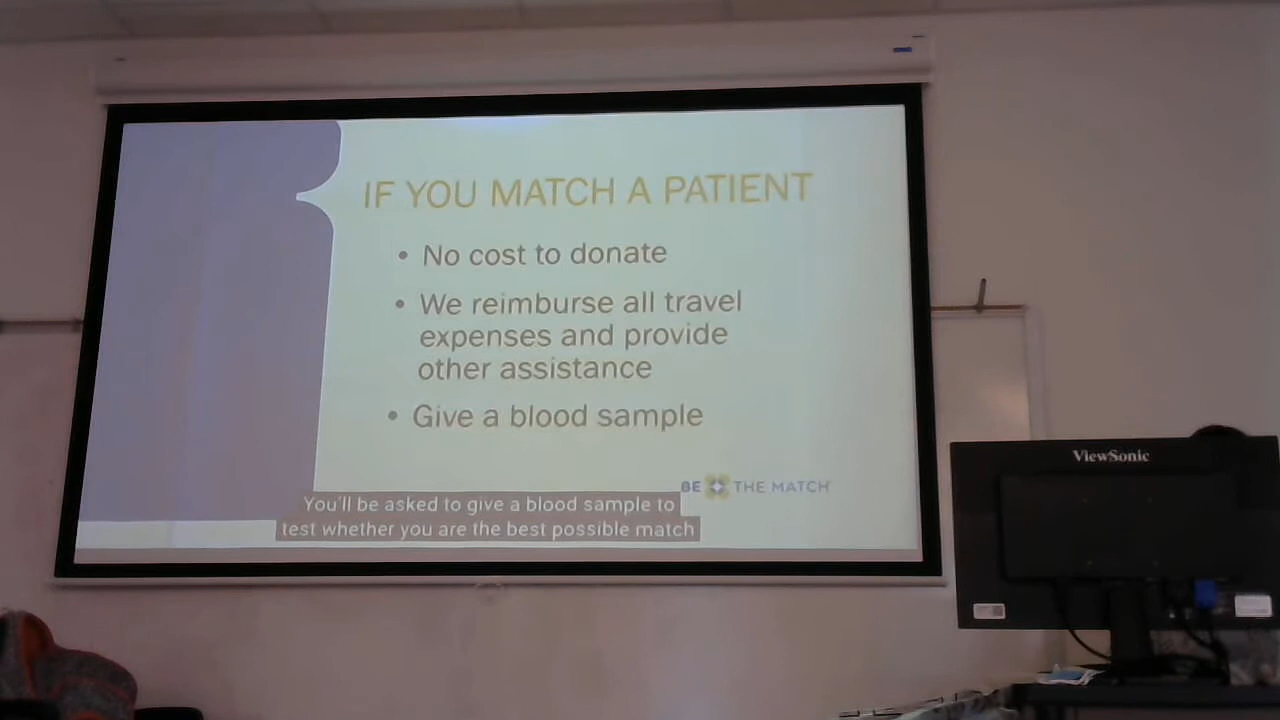 IF YOU MATCH A PATIENT
• No cost to donate
• We reimburse all travel
expenses and provide
other assistance
• Give a blood sample
BE THE MATCH
You'll be asked to give a blood sample to
test whether you are the best possible match
ViewSonic